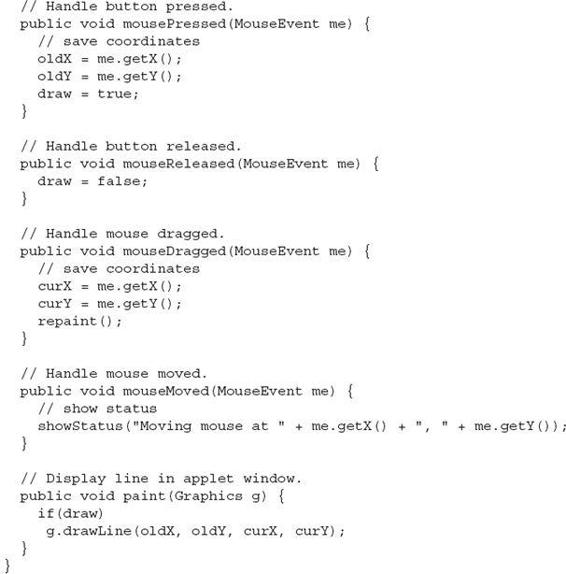 // Handle button pressed.
public void mousePressed(MouseEvent me) {
// save coordinates
oldX = me.getX();
oldY = me.getY();
draw = true;
}
// Handle button released.
public void mouseReleased(MouseEvent me) {
draw = false;
}
// Handle mouse dragged.
public void mouseDragged(MouseEvent me) {
// save coordinates
curX = me.getX();
curY = me.getY();
repaint();
}
// Handle mouse moved.
public void mouseMoved(MouseEvent me) {
// show status
showStatus("Moving mouse at " + me.getX() + ", " + me.getY());
}
// Display line in applet window.
public void paint(Graphics g) {
if(draw)
g.drawLine(oldX, oldY, curX, curY);
}
}